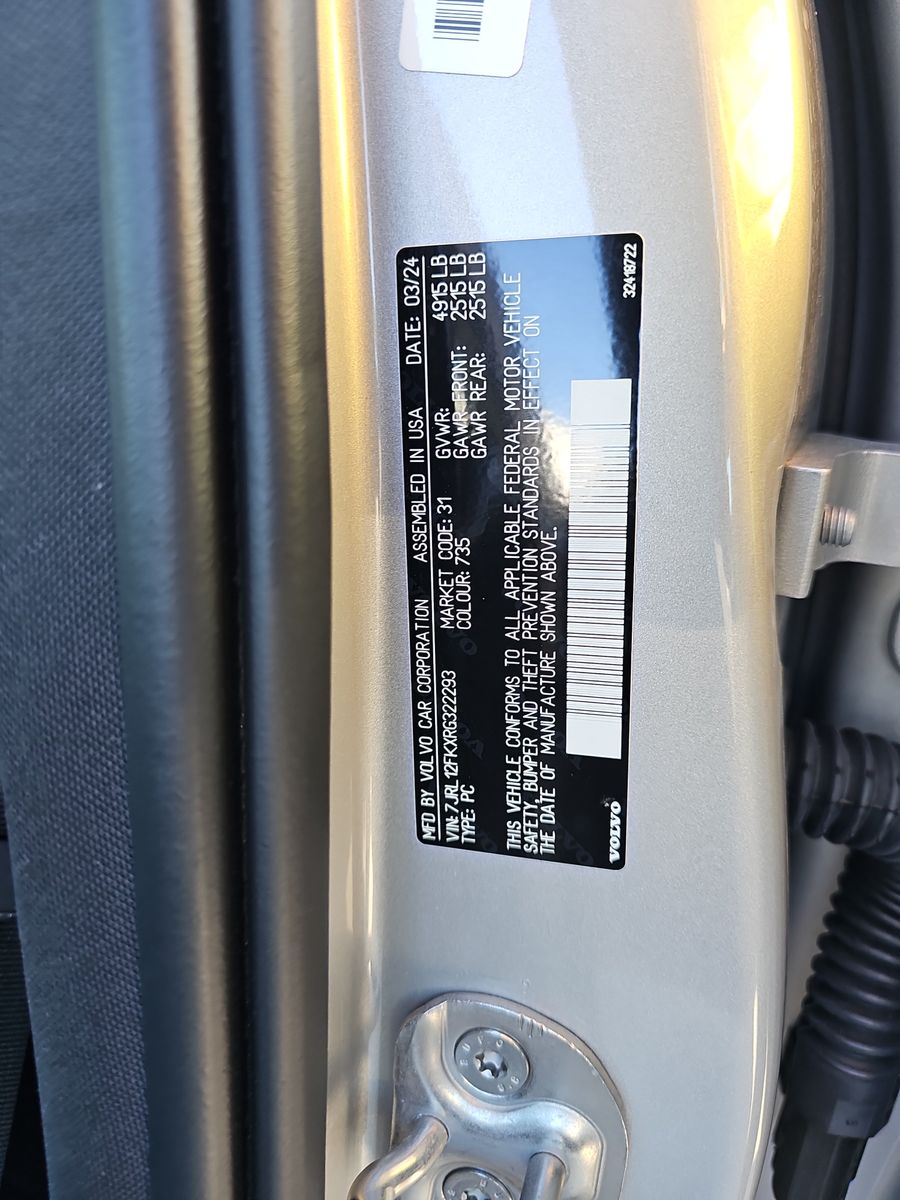 MFD BY VOLVO CAR CORPORATION ASSEMBLED IN USA DATE: 03/24
VIN: 7JRL12FKXRG322293 MARKET CODE: 31 GVWR: 4915 LB
TYPE: PC COLOUR: 735 GAWR FRONT: 2515 LB
GAWR REAR: 2515 LB
THIS VEHICLE CONFORMS TO ALL APPLICABLE FEDERAL MOTOR VEHICLE
SAFETY, BUMPER AND THEFT PREVENTION STANDARDS IN EFFECT ON
THE DATE OF MANUFACTURE SHOWN ABOVE.
VOLVO 32418722